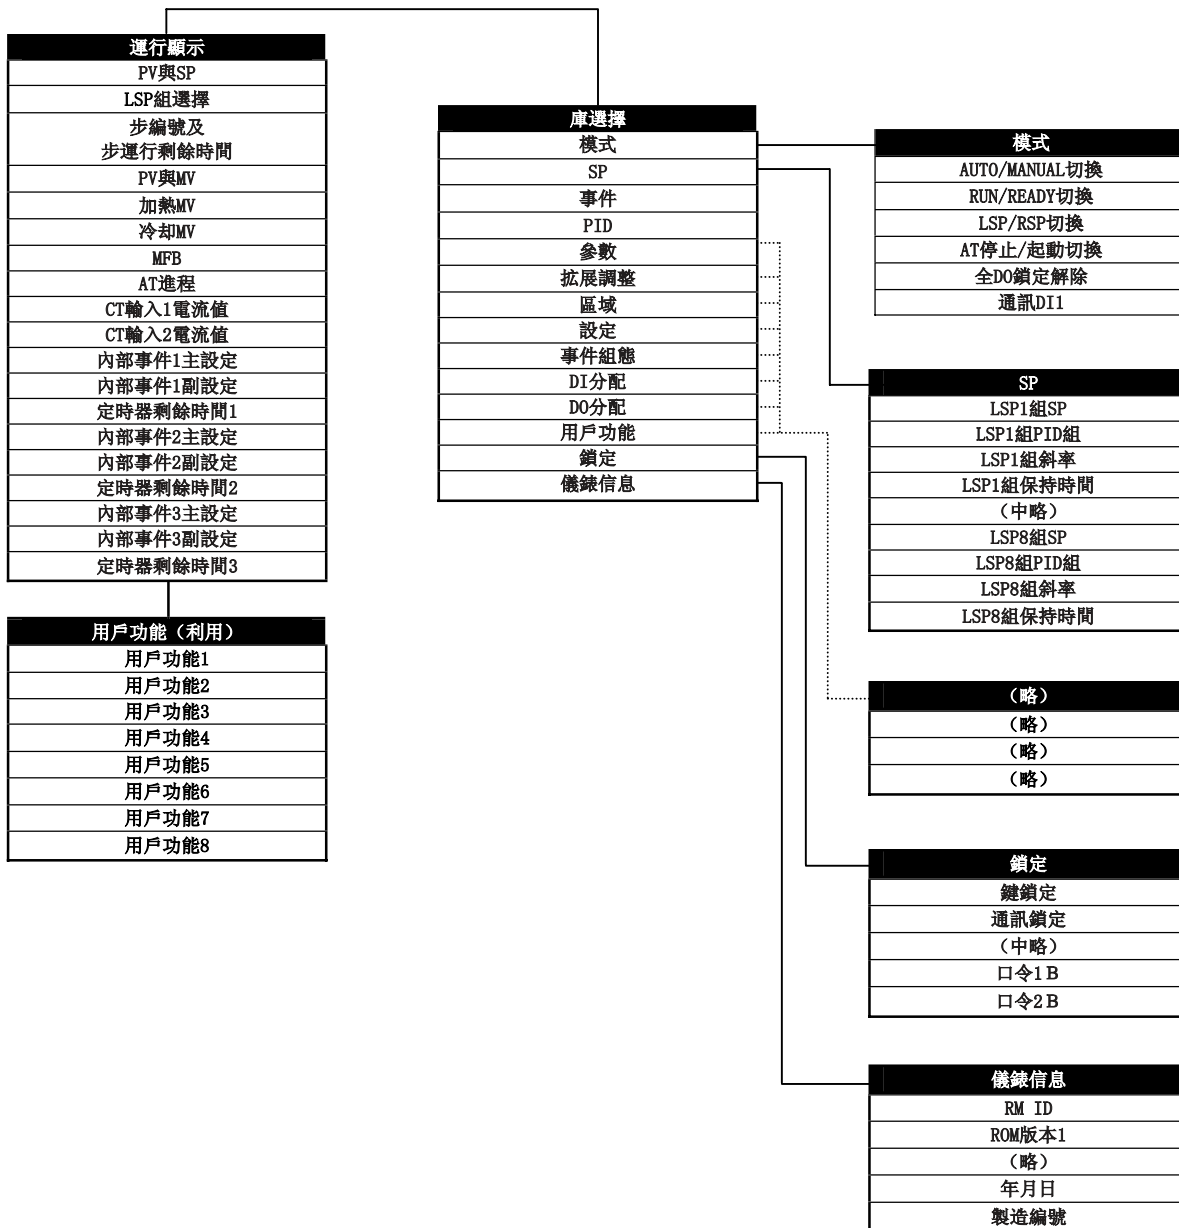 運行顯示
PV與SP
LSP組選擇
步編號及
步運行剩餘時間
PV與MV
加熱MV
冷却MV
MFB
AT進程
CT輸入1電流值
CT輸入2電流值
內部事件1主設定
內部事件1副設定
定時器剩餘時間1
內部事件2主設定
內部事件2副設定
定時器剩餘時間2
內部事件3主設定
內部事件3副設定
定時器剩餘時間3
用戶功能（利用）
用戶功能1
用戶功能2
用戶功能3
用戶功能4
用戶功能5
用戶功能6
用戶功能7
用戶功能8
庫選擇
模式
SP
事件
PID
參數
拡展調整
區域
設定
事件組態
DI分配
DO分配
用戶功能
鎖定
儀錶信息
模式
AUTO/MANUAL切換
RUN/READY切換
LSP/RSP切換
AT停止/起動切換
全DO鎖定解除
通訊DI1
SP
LSP1組SP
LSP1組PID組
LSP1組斜率
LSP1組保持時間
（中略）
LSP8組SP
LSP8組PID組
LSP8組斜率
LSP8組保持時間
（略）
（略）
（略）
（略）
鎖定
鍵鎖定
通訊鎖定
（中略）
口令1B
口令2B
儀錶信息
RM ID
ROM版本1
（略）
年月日
製造編號